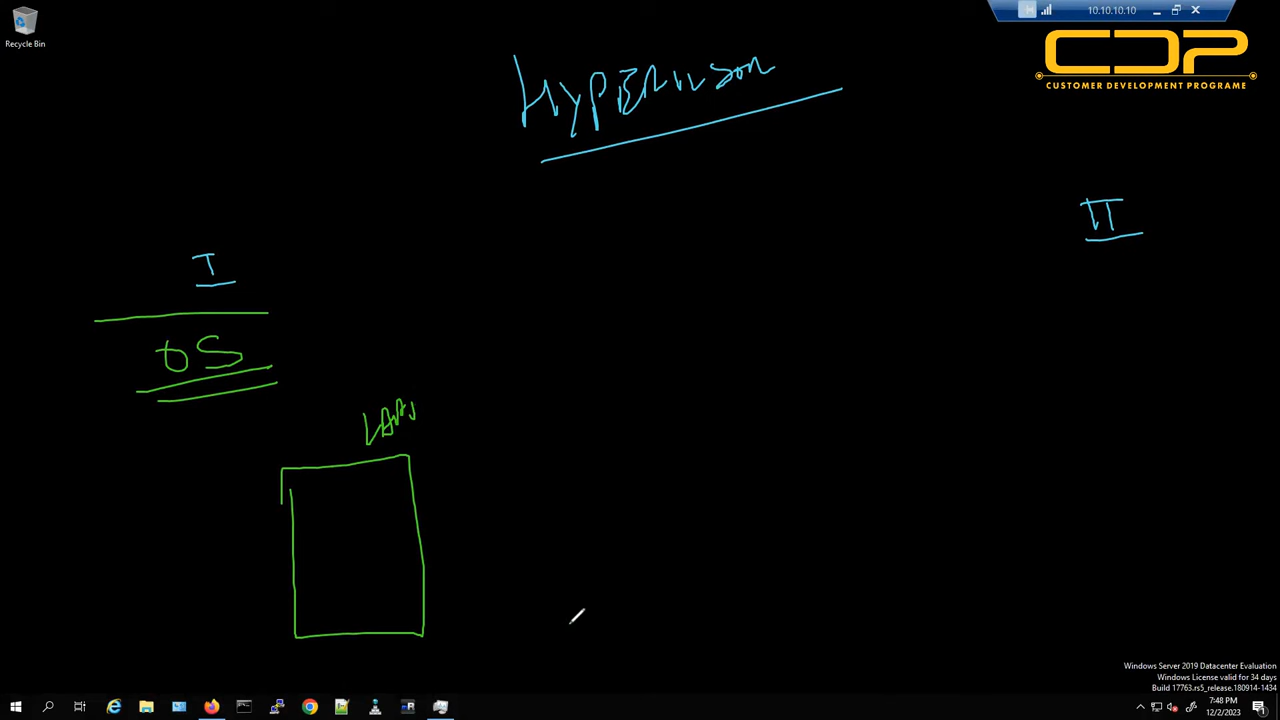 10.10.10.10
Recycle Bin
CDP
CUSTOMER DEVELOPMENT PROGRAME
HYPERVISOR
I
II
OS
Windows Server 2019 Datacenter Evaluation
Windows License valid for 34 days
Build 17763.rs5_release.180914-1434
7:48 PM
12/2/2023